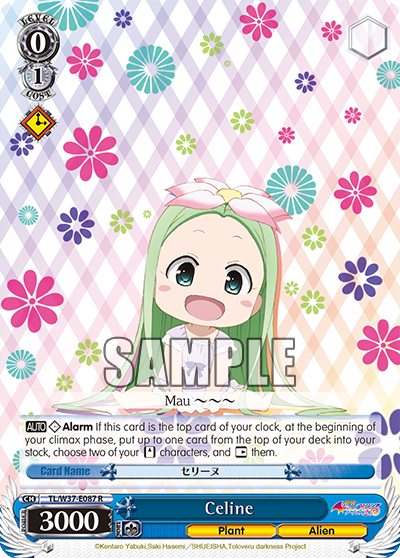 LEVEL
0
1
COST
SAMPLE
Mau ~~~
AUTO Alarm If this card is the top card of your clock, at the beginning of
your climax phase, put up to one card from the top of your deck into your
stock, choose two of your characters, and them.
Card Name セリーヌ
CH TL/W37-E087 R
POWER 3000 SOUL Celine
Plant Alien
©Kentaro Yabuki,Saki Hasemi／SHUEISHA,Toloveru darkness Project